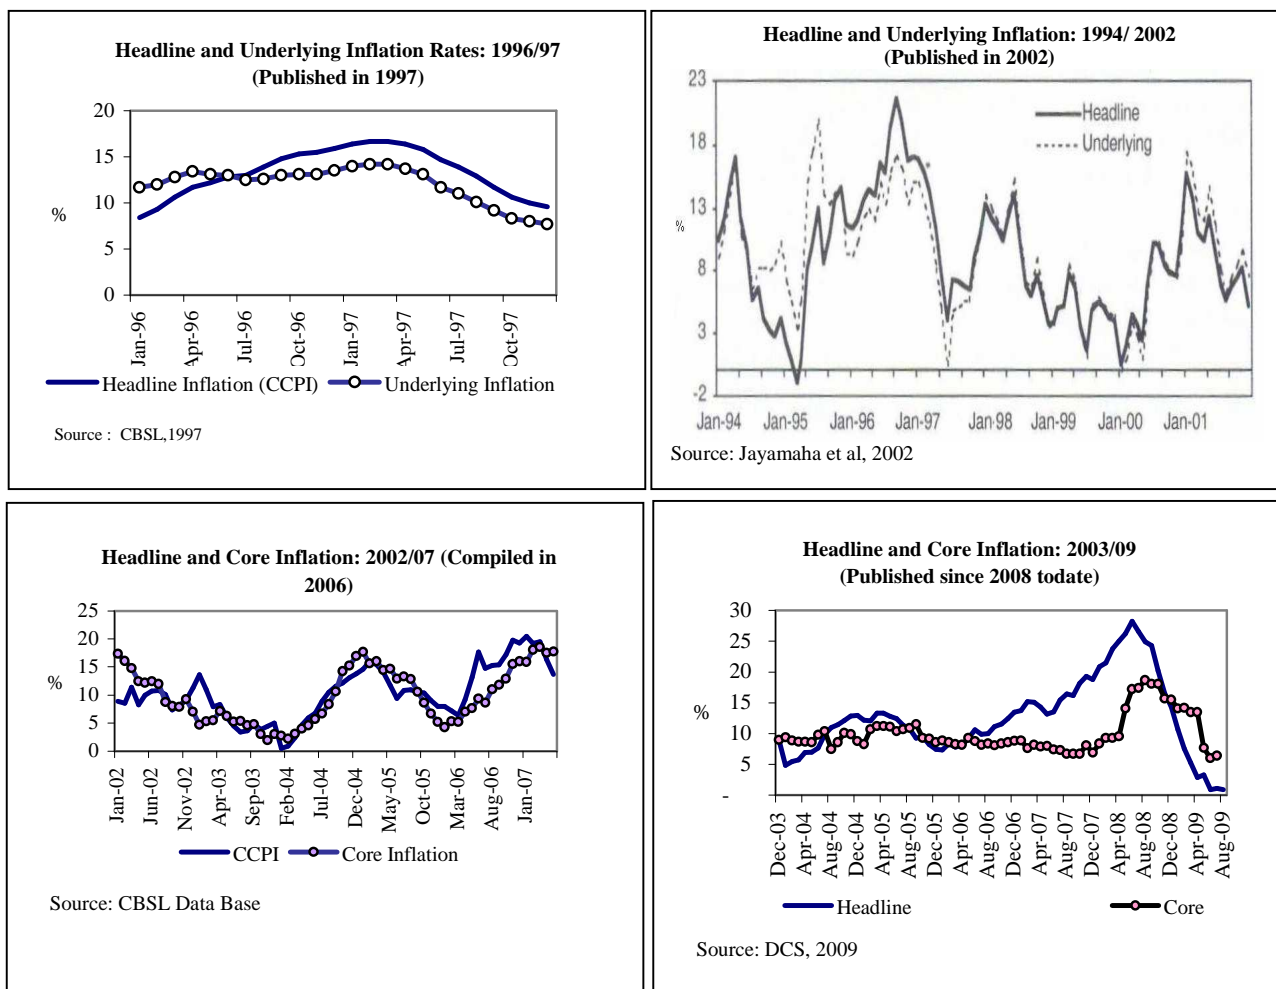 Headline and Underlying Inflation Rates: 1996/97
(Published in 1997)
20
15
10
5
0
%
Jan-96
Apr-96
Jul-96
Oct-96
Jan-97
Apr-97
Jul-97
Oct-97
Headline Inflation (CCPI)
Underlying Inflation
Source : CBSL,1997
Headline and Underlying Inflation: 1994/ 2002
(Published in 2002)
23
18
13
8
3
-2
%
Headline
Underlying
Jan-94
Jan-95
Jan-96
Jan-97
Jan-98
Jan-99
Jan-00
Jan-01
Source: Jayamaha et al, 2002
Headline and Core Inflation: 2002/07 (Compiled in
2006)
25
20
15
10
5
0
%
Jan-02
Jun-02
Nov-02
Apr-03
Sep-03
Feb-04
Jul-04
Dec-04
May-05
Oct-05
Mar-06
Aug-06
Jan-07
CCPI
Core Inflation
Source: CBSL Data Base
Headline and Core Inflation: 2003/09
(Published since 2008 todate)
30
25
20
15
10
5
-
%
Dec-03
Apr-04
Aug-04
Dec-04
Apr-05
Aug-05
Dec-05
Apr-06
Aug-06
Dec-06
Apr-07
Aug-07
Dec-07
Apr-08
Aug-08
Dec-08
Apr-09
Aug-09
Headline
Core
Source: DCS, 2009